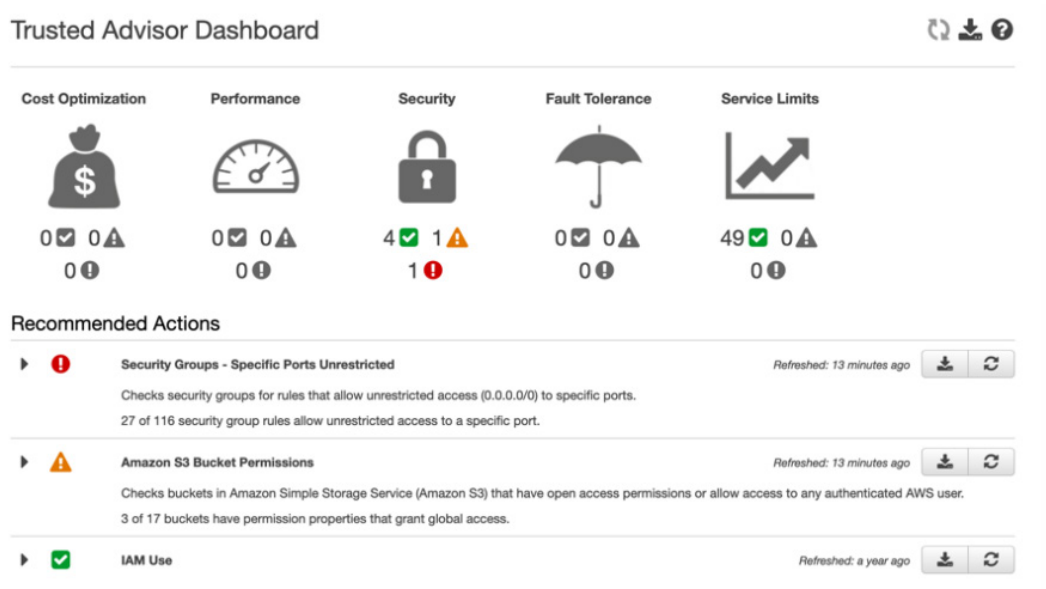 Trusted Advisor Dashboard
Cost Optimization Performance Security Fault Tolerance Service Limits
$
0 0 0 0 4 1 0 0 49 0
0 0 1 0 0
Recommended Actions
Security Groups - Specific Ports Unrestricted Refreshed: 13 minutes ago
Checks security groups for rules that allow unrestricted access (0.0.0.0/0) to specific ports.
27 of 116 security group rules allow unrestricted access to a specific port.
Amazon S3 Bucket Permissions Refreshed: 13 minutes ago
Checks buckets in Amazon Simple Storage Service (Amazon S3) that have open access permissions or allow access to any authenticated AWS user.
3 of 17 buckets have permission properties that grant global access.
IAM Use Refreshed: a year ago